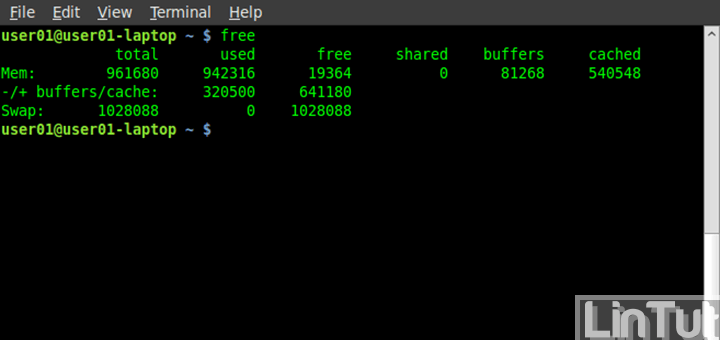 File Edit View Terminal Help
user01@user01-laptop ~ $ free
total used free shared buffers cached
Mem: 961680 942316 19364 0 81268 540548
-/+ buffers/cache: 320500 641180
Swap: 1028088 0 1028088
user01@user01-laptop ~ $
LinTut